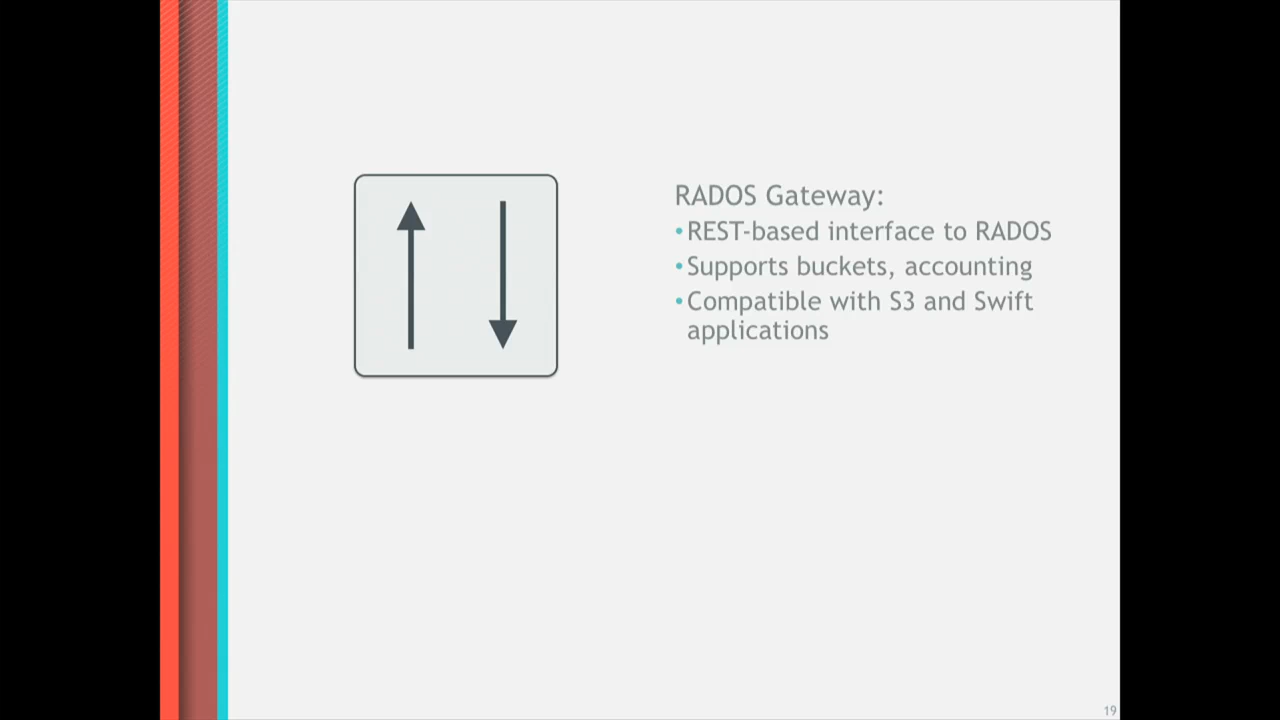 RADOS Gateway:
•REST-based interface to RADOS
•Supports buckets, accounting
•Compatible with S3 and Swift
applications
19